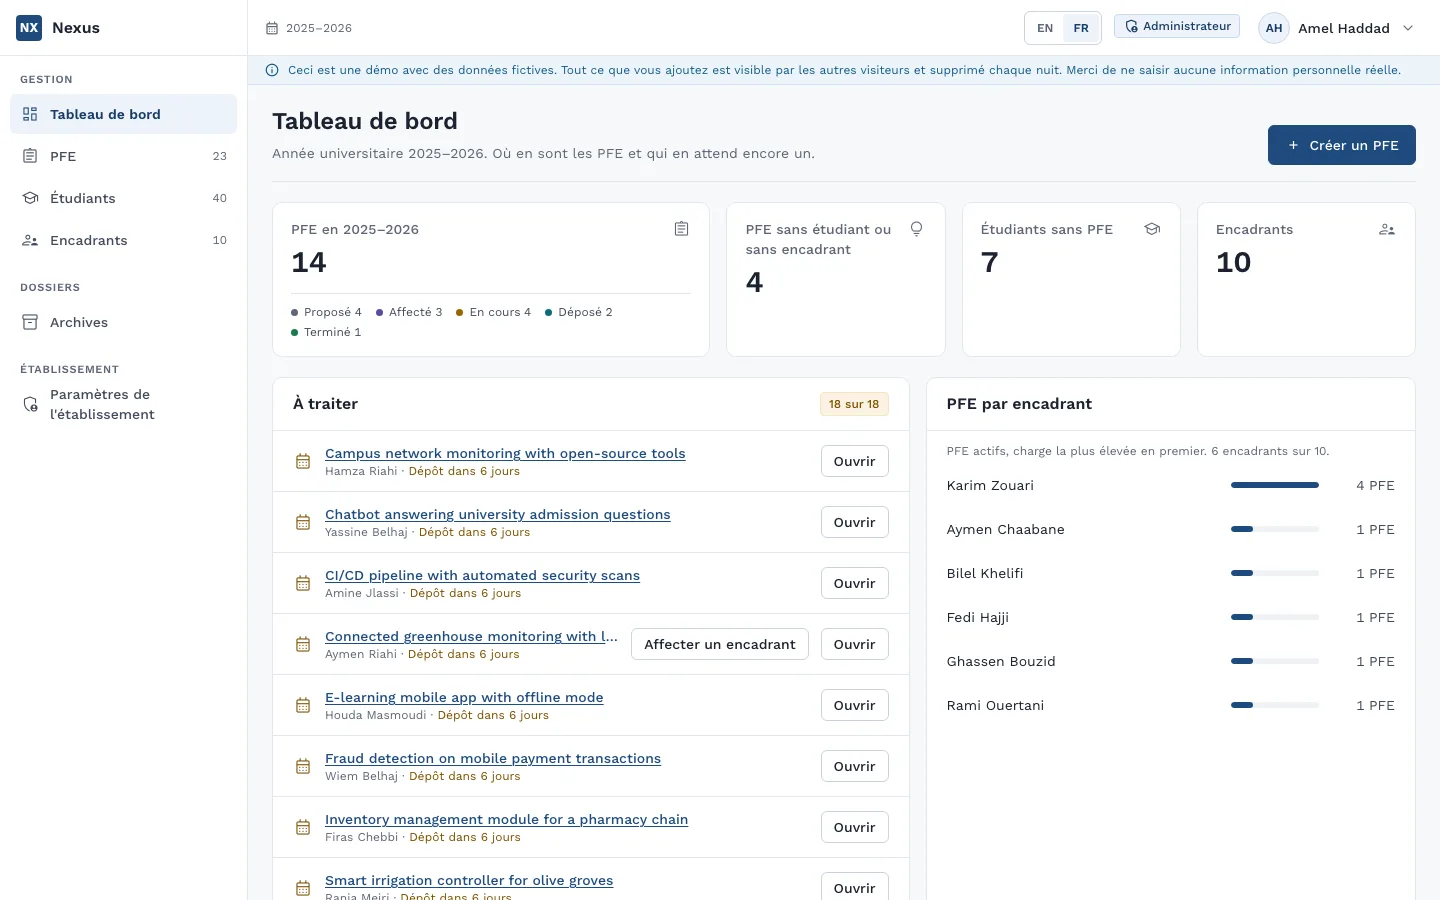 NX Nexus
2025–2026
EN FR
Administrateur
AH Amel Haddad
Ceci est une démo avec des données fictives. Tout ce que vous ajoutez est visible par les autres visiteurs et supprimé chaque nuit. Merci de ne saisir aucune information personnelle réelle.
GESTION
Tableau de bord
PFE 23
Étudiants 40
Encadrants 10
DOSSIERS
Archives
ÉTABLISSEMENT
Paramètres de
l'établissement
Tableau de bord
Année universitaire 2025–2026. Où en sont les PFE et qui en attend encore un.
+ Créer un PFE
PFE en 2025–2026
14
Proposé 4 Affecté 3 En cours 4 Déposé 2
Terminé 1
PFE sans étudiant ou
sans encadrant
4
Étudiants sans PFE
7
Encadrants
10
À traiter
18 sur 18
Campus network monitoring with open-source tools
Hamza Riahi · Dépôt dans 6 jours
Ouvrir
Chatbot answering university admission questions
Yassine Belhaj · Dépôt dans 6 jours
Ouvrir
CI/CD pipeline with automated security scans
Amine Jlassi · Dépôt dans 6 jours
Ouvrir
Connected greenhouse monitoring with l...
Aymen Riahi · Dépôt dans 6 jours
Affecter un encadrant
Ouvrir
E-learning mobile app with offline mode
Houda Masmoudi · Dépôt dans 6 jours
Ouvrir
Fraud detection on mobile payment transactions
Wiem Belhaj · Dépôt dans 6 jours
Ouvrir
Inventory management module for a pharmacy chain
Firas Chebbi · Dépôt dans 6 jours
Ouvrir
Smart irrigation controller for olive groves
Rania Mejri · Dépôt dans 6 jours
Ouvrir
PFE par encadrant
PFE actifs, charge la plus élevée en premier. 6 encadrants sur 10.
Karim Zouari 4 PFE
Aymen Chaabane 1 PFE
Bilel Khelifi 1 PFE
Fedi Hajji 1 PFE
Ghassen Bouzid 1 PFE
Rami Ouertani 1 PFE